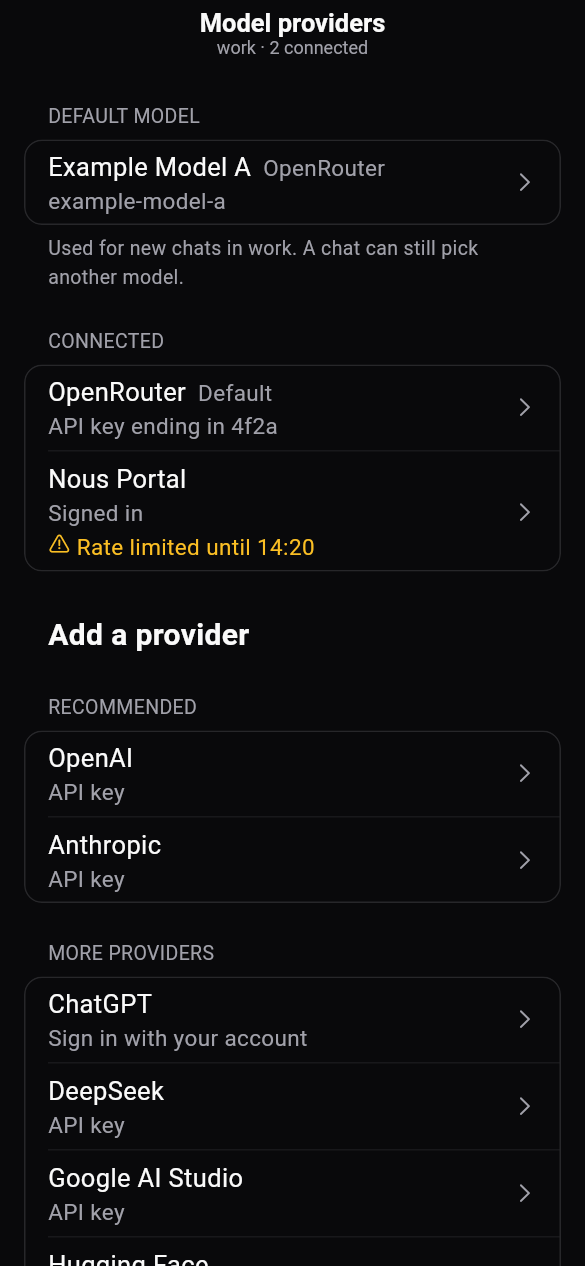 Model providers
work · 2 connected
DEFAULT MODEL
Example Model A OpenRouter
example-model-a
Used for new chats in work. A chat can still pick
another model.
CONNECTED
OpenRouter Default
API key ending in 4f2a
Nous Portal
Signed in
Rate limited until 14:20
Add a provider
RECOMMENDED
OpenAI
API key
Anthropic
API key
MORE PROVIDERS
ChatGPT
Sign in with your account
DeepSeek
API key
Google AI Studio
API key
Hugging Face